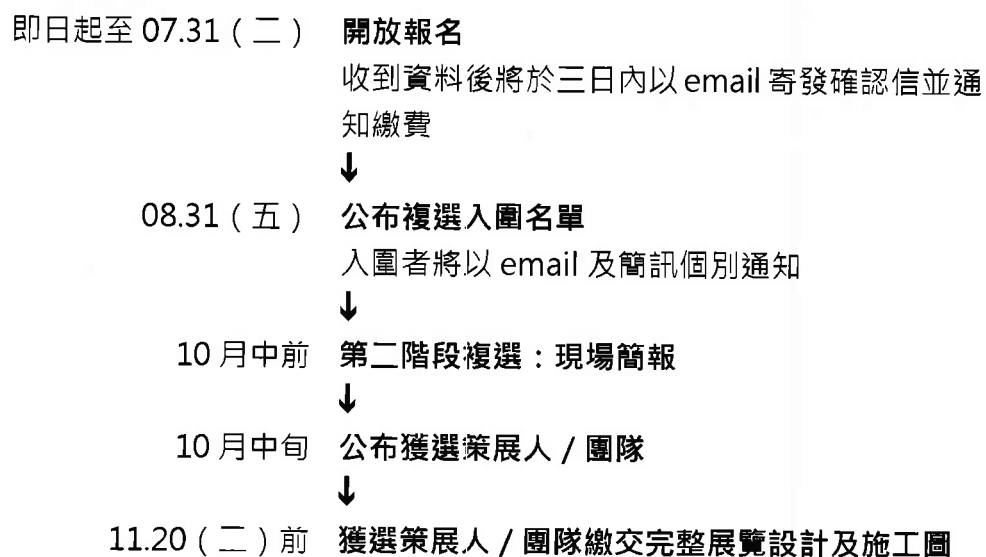 即日起至 07.31（二） 開放報名
收到資料後將於三日內以 email 寄發確認信並通
知繳費
↓
08.31（五） 公布複選入圍名單
入圍者將以 email 及簡訊個別通知
↓
10 月中前 第二階段複選：現場簡報
↓
10 月中旬 公布獲選策展人 / 團隊
↓
11.20（二）前 獲選策展人 / 團隊繳交完整展覽設計及施工圖